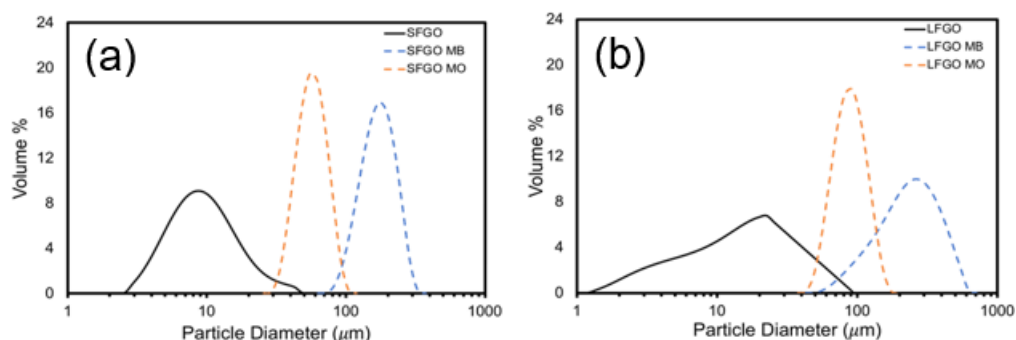 (a)
24
20
16
12
8
4
0
Volume %
SFGO
SFGO MB
SFGO MO
1 10 100 1000
Particle Diameter (μm)
(b)
24
20
16
12
8
4
0
Volume %
LFGO
LFGO MB
LFGO MO
1 10 100 1000
Particle Diameter (μm)